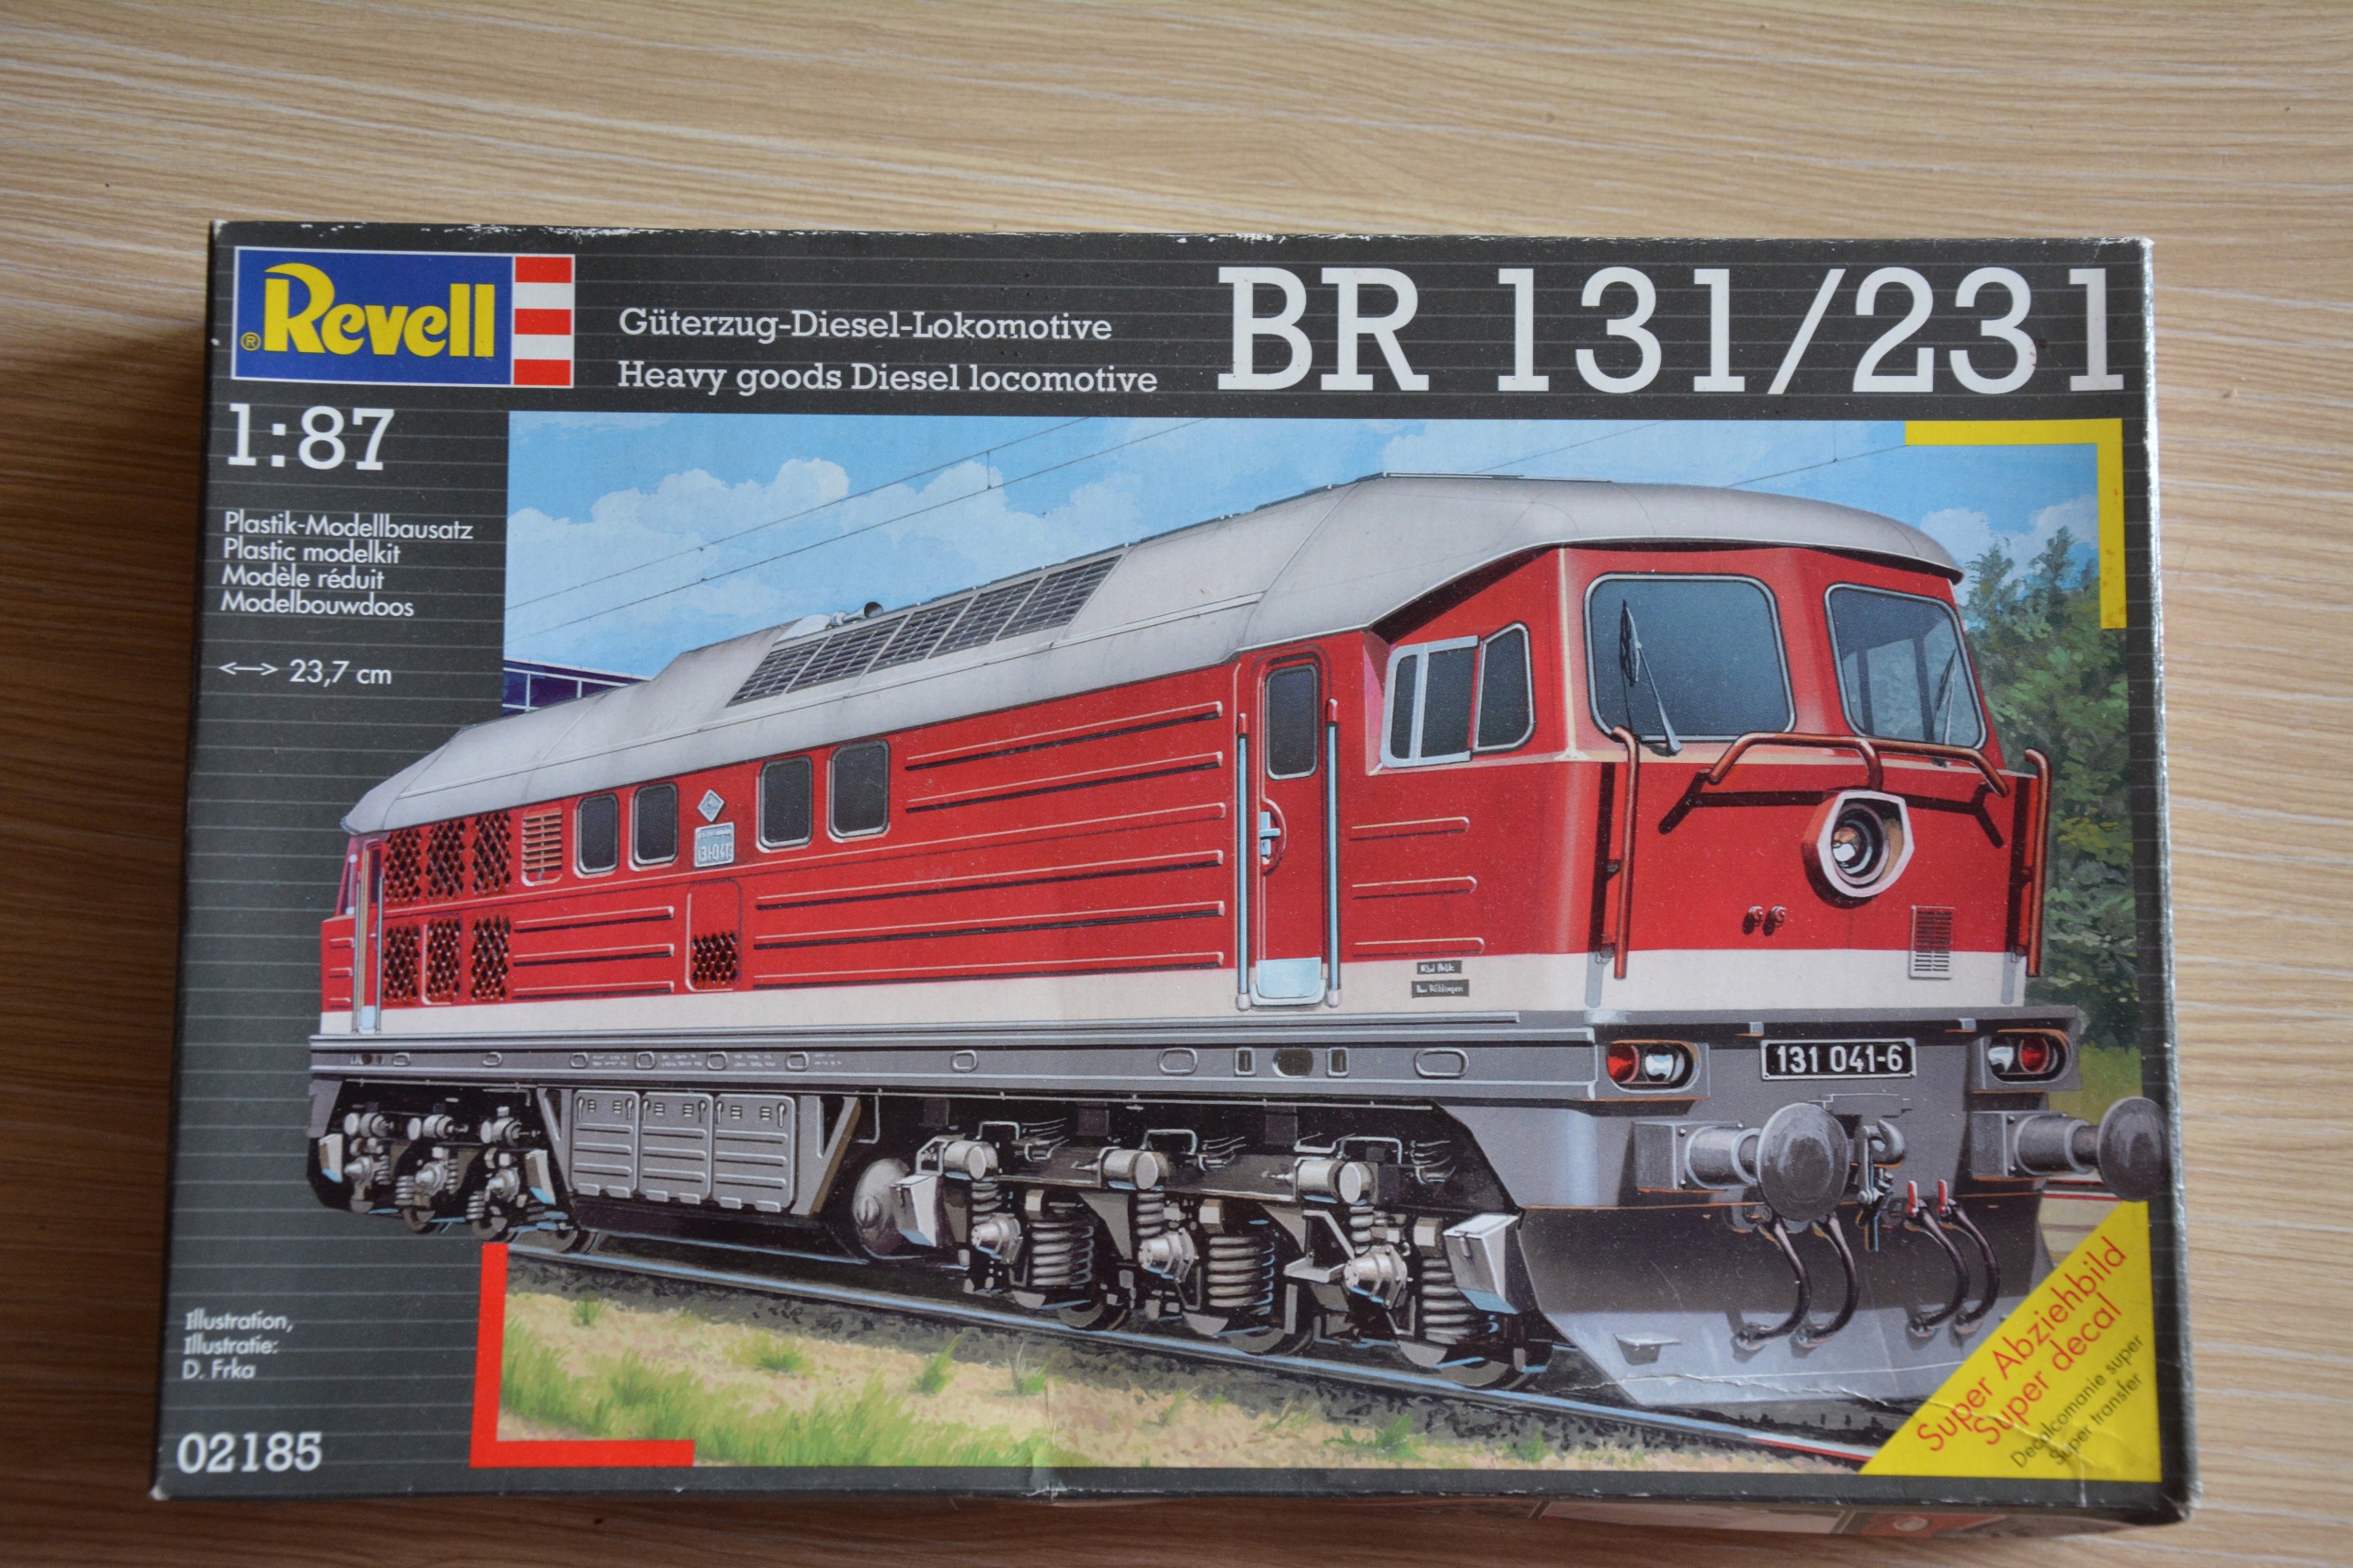 ® Revell
Güterzug-Diesel-Lokomotive
Heavy goods Diesel locomotive
BR 131/231
1:87
Plastik-Modellbausatz
Plastic modelkit
Modèle réduit
Modelbouwdoos
<—> 23,7 cm
131 041-6
Illustration,
Illustratie:
D. Frka
02185
Super Abziehbild
Super decal
Decalcomanie super
Super transfer